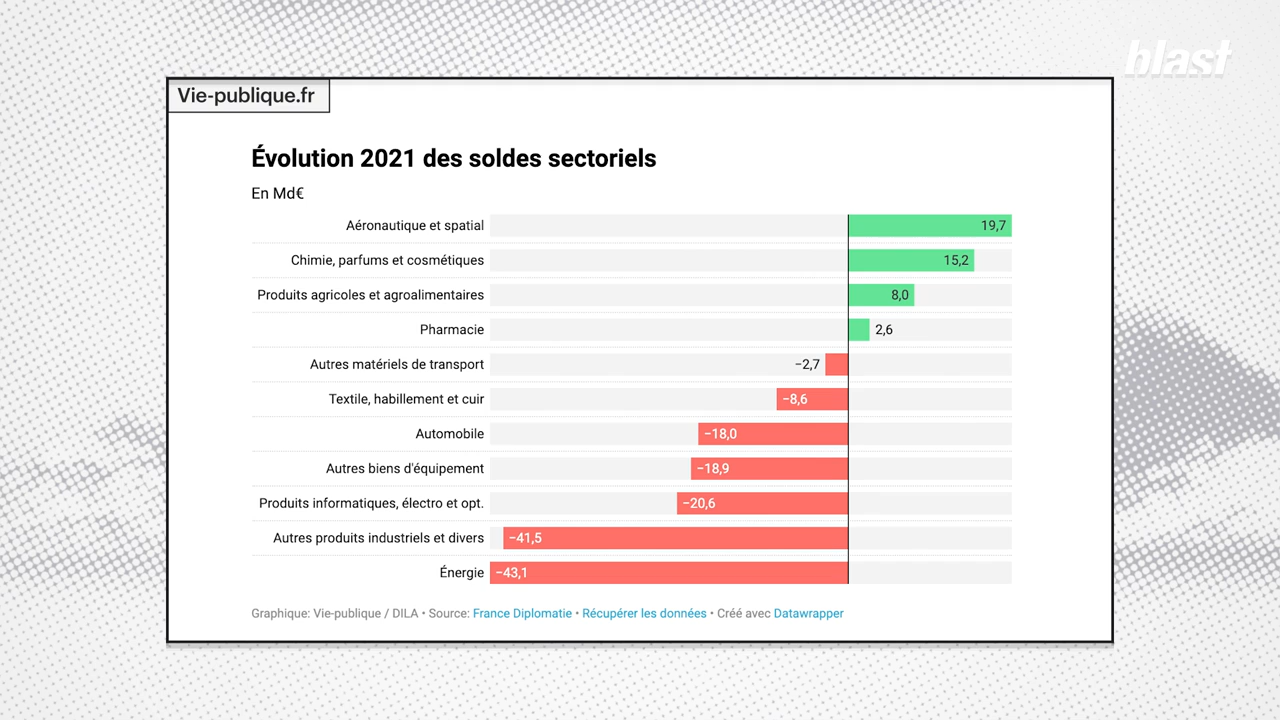 blast
Vie-publique.fr
Évolution 2021 des soldes sectoriels
En Md€
Aéronautique et spatial 19,7
Chimie, parfums et cosmétiques 15,2
Produits agricoles et agroalimentaires 8,0
Pharmacie 2,6
Autres matériels de transport −2,7
Textile, habillement et cuir −8,6
Automobile −18,0
Autres biens d'équipement −18,9
Produits informatiques, électro et opt. −20,6
Autres produits industriels et divers −41,5
Énergie −43,1
Graphique: Vie-publique / DILA • Source: France Diplomatie • Récupérer les données • Créé avec Datawrapper